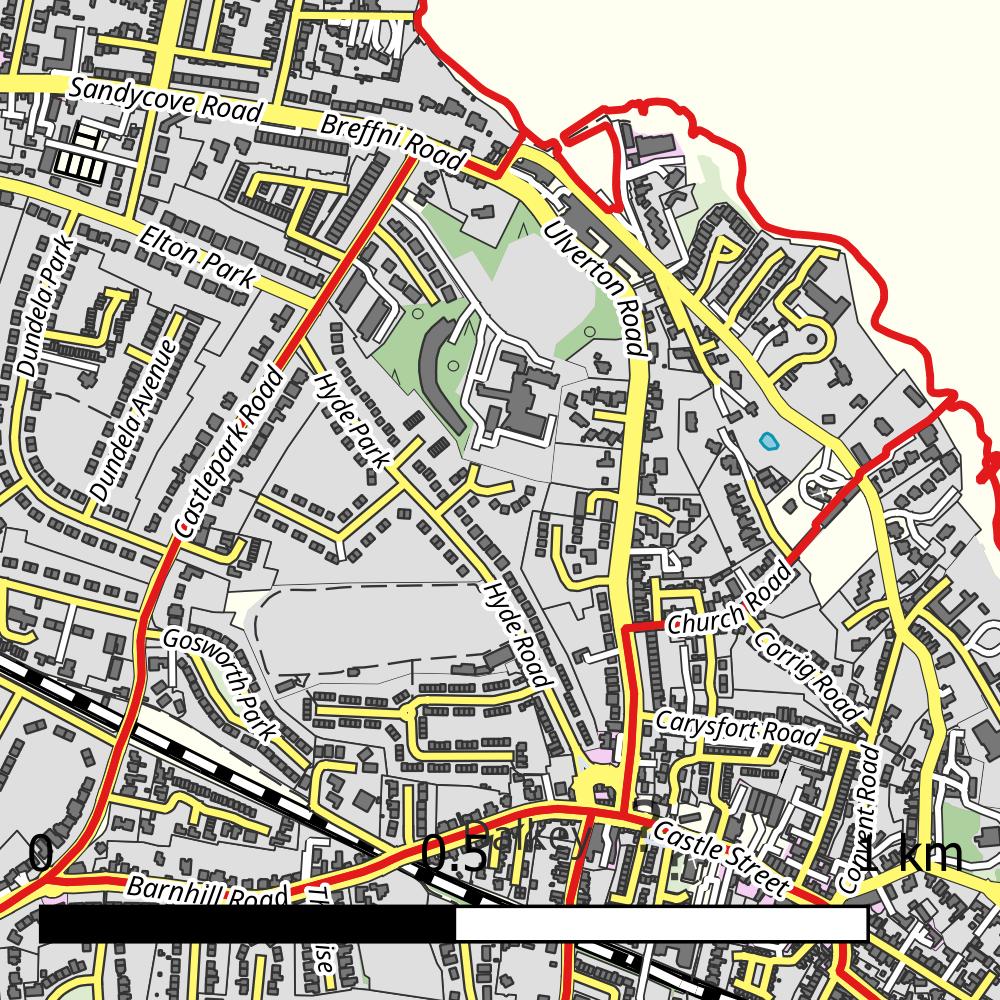 Sandycove Road
Breffni Road
Elton Park
Ulverton Road
Dundela Park
Dundela Avenue
Castlepark Road
Hyde Park
Hyde Road
Church Road
Corrig Road
Gosworth Park
Carysfort Road
Convent Road
Castle Street
Dalkey
Barnhill Road
0
0.5
1 km